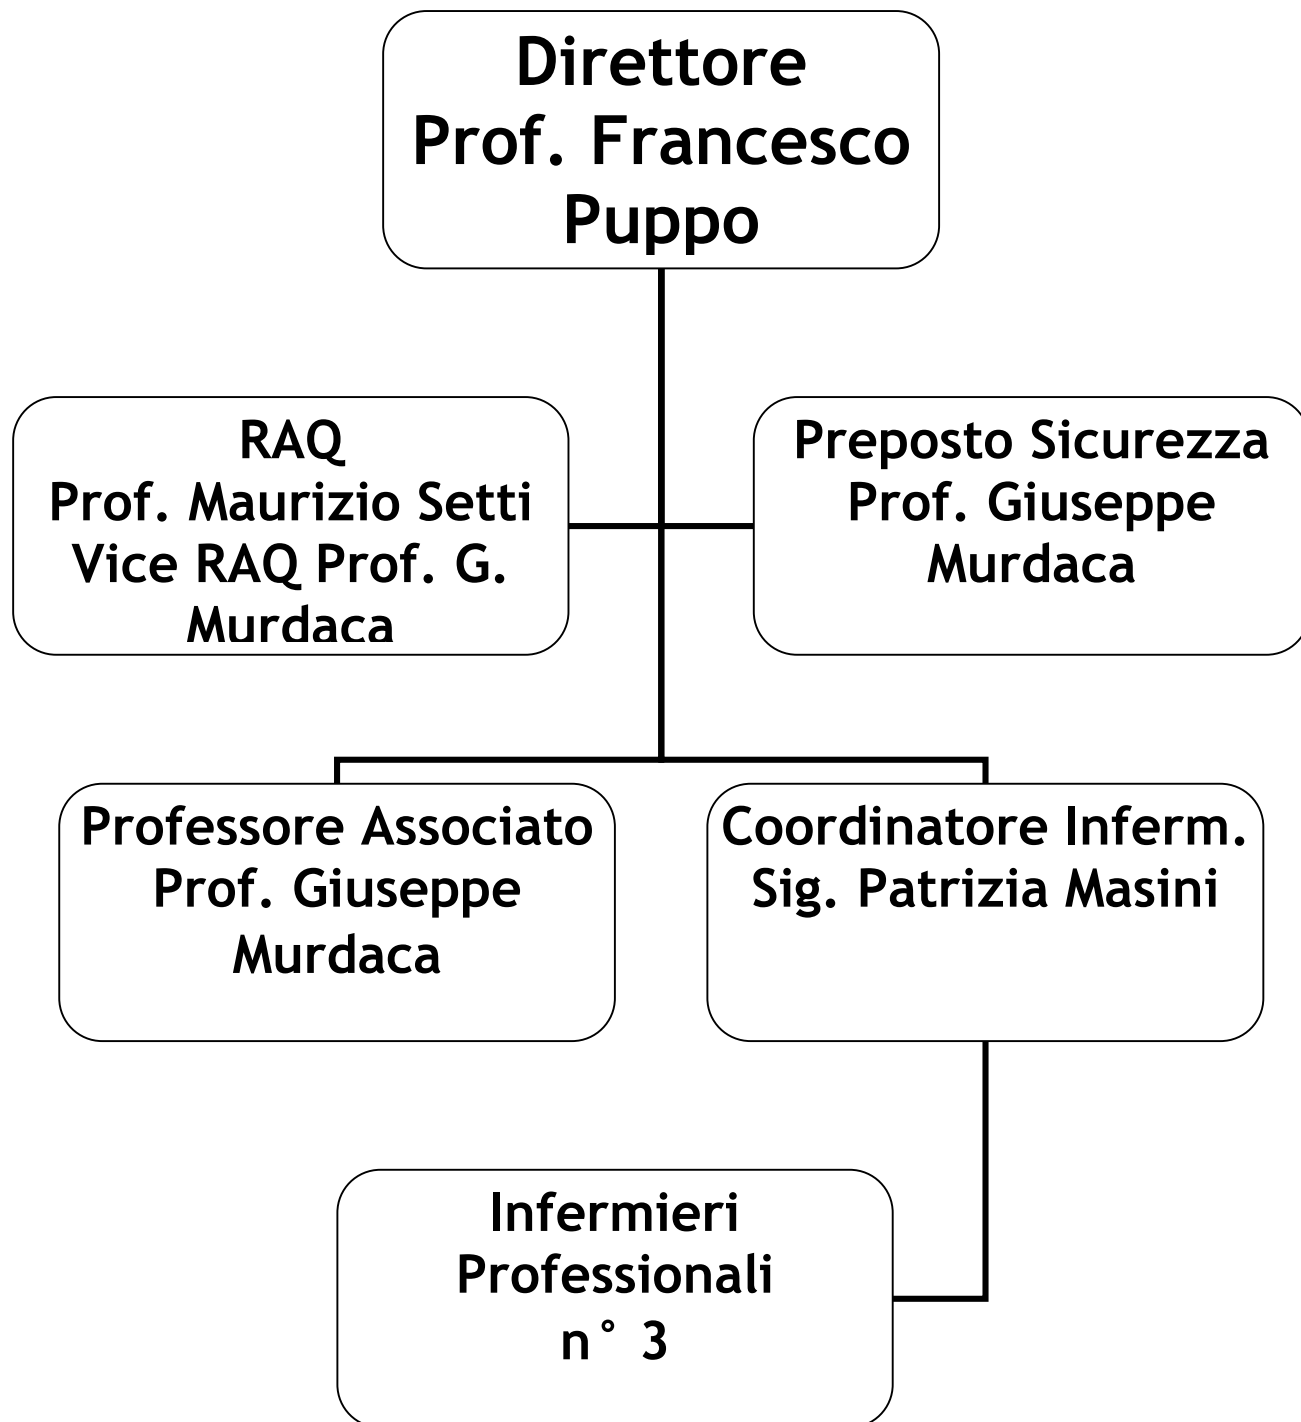 Direttore
Prof. Francesco
Puppo
RAQ
Prof. Maurizio Setti
Vice RAQ Prof. G.
Murdaca
Preposto Sicurezza
Prof. Giuseppe
Murdaca
Professore Associato
Prof. Giuseppe
Murdaca
Coordinatore Inferm.
Sig. Patrizia Masini
Infermieri
Professionali
n° 3